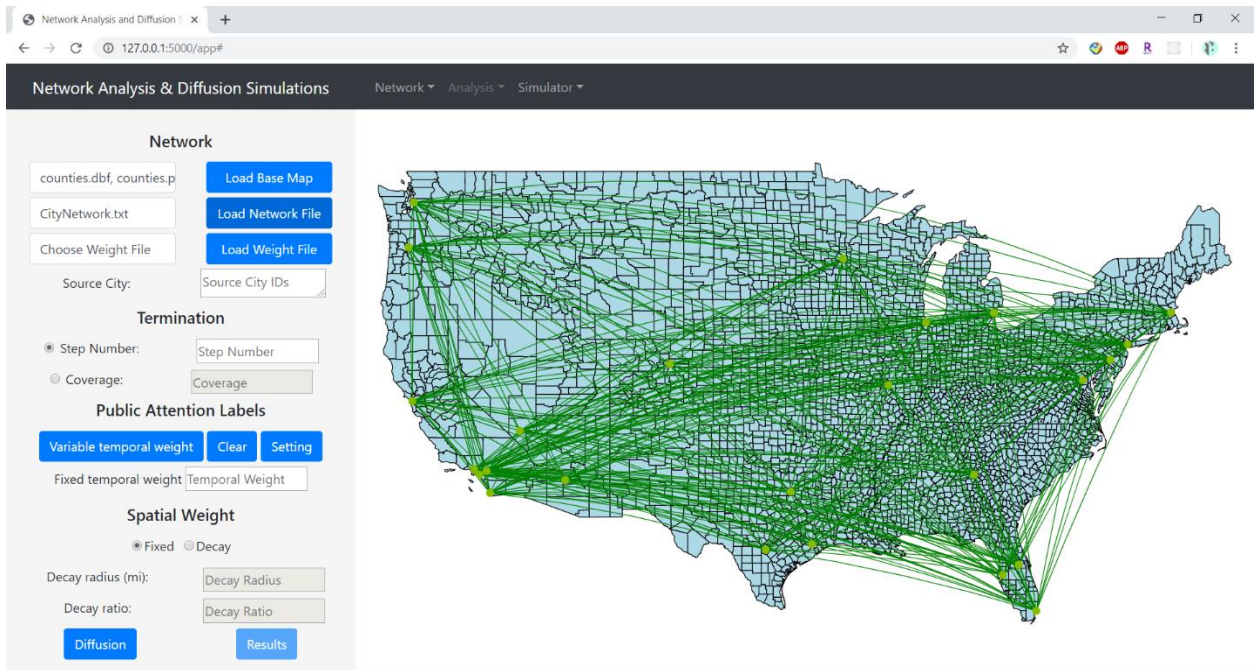 Network Analysis and Diffusion S
127.0.0.1:5000/app#
ABP
R
Network Analysis & Diffusion Simulations Network Analysis Simulator
Network
counties.dbf, counties.p Load Base Map
CityNetwork.txt Load Network File
Choose Weight File Load Weight File
Source City: Source City IDs
Termination
Step Number: Step Number
Coverage: Coverage
Public Attention Labels
Variable temporal weight Clear Setting
Fixed temporal weight Temporal Weight
Spatial Weight
Fixed Decay
Decay radius (mi): Decay Radius
Decay ratio: Decay Ratio
Diffusion Results